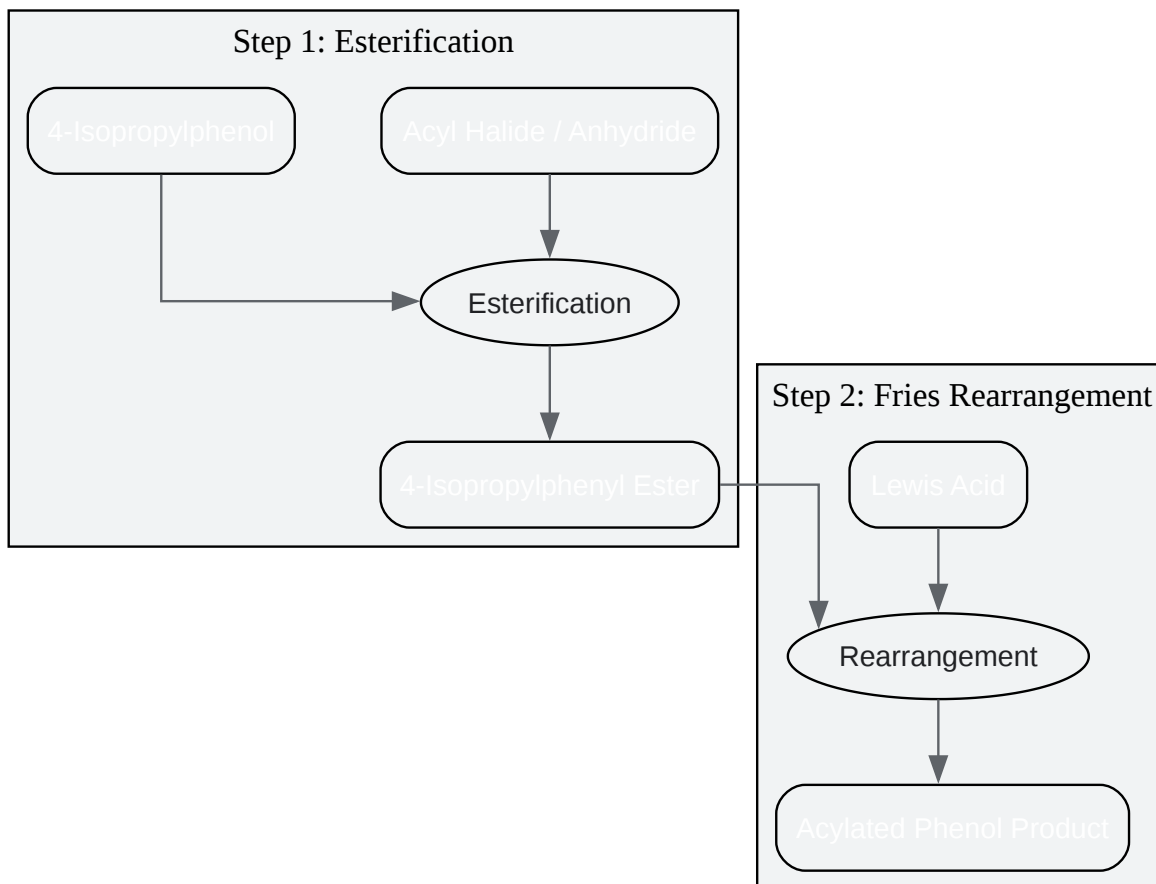 Step 1: Esterification
4-Isopropylphenol
Acyl Halide / Anhydride
Esterification
4-Isopropylphenyl Ester
Step 2: Fries Rearrangement
Lewis Acid
Rearrangement
Acylated Phenol Product